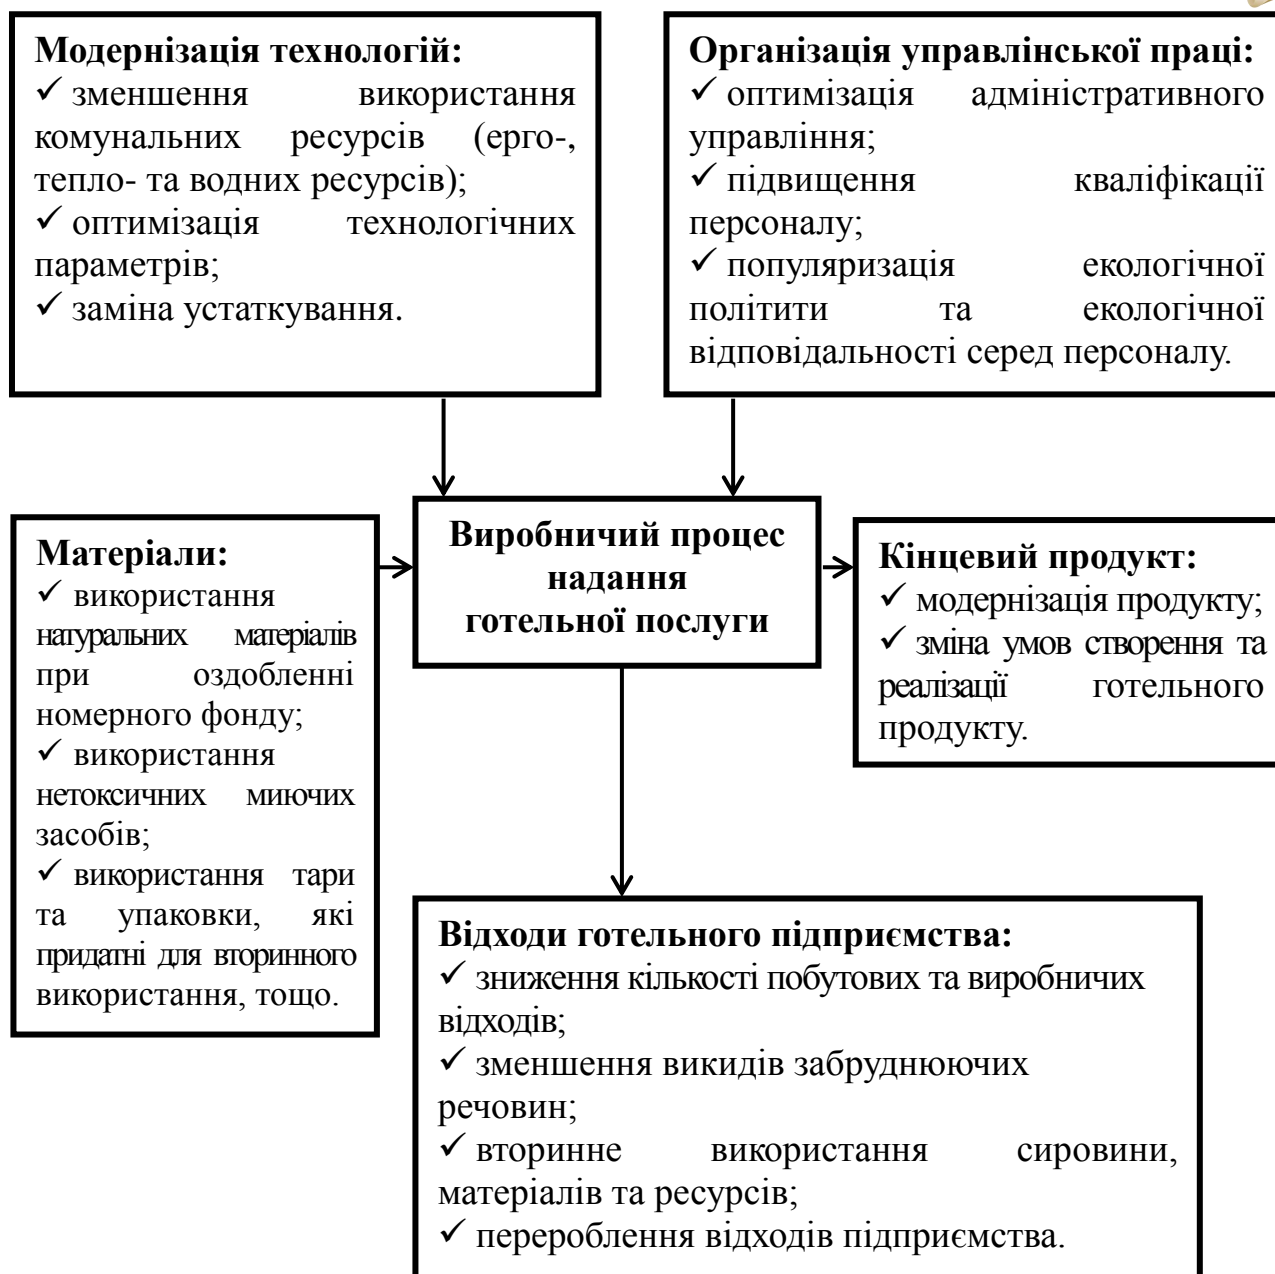 Модернізація технологій:
✓ зменшення використання
комунальних ресурсів (ерго-,
тепло- та водних ресурсів);
✓ оптимізація технологічних
параметрів;
✓ заміна устаткування.
Організація управлінської праці:
✓ оптимізація адміністративного
управління;
✓ підвищення кваліфікації
персоналу;
✓ популяризація екологічної
політити та екологічної
відповідальності серед персоналу.
Матеріали:
✓ використання
натуральних матеріалів
при оздобленні
номерного фонду;
✓ використання
нетоксичних миючих
засобів;
✓ використання тари
та упаковки, які
придатні для вторинного
використання, тощо.
Виробничий процес
надання
готельної послуги
Кінцевий продукт:
✓ модернізація продукту;
✓ зміна умов створення та
реалізації готельного
продукту.
Відходи готельного підприємства:
✓ зниження кількості побутових та виробничих
відходів;
✓ зменшення викидів забруднюючих
речовин;
✓ вторинне використання сировини,
матеріалів та ресурсів;
✓ перероблення відходів підприємства.